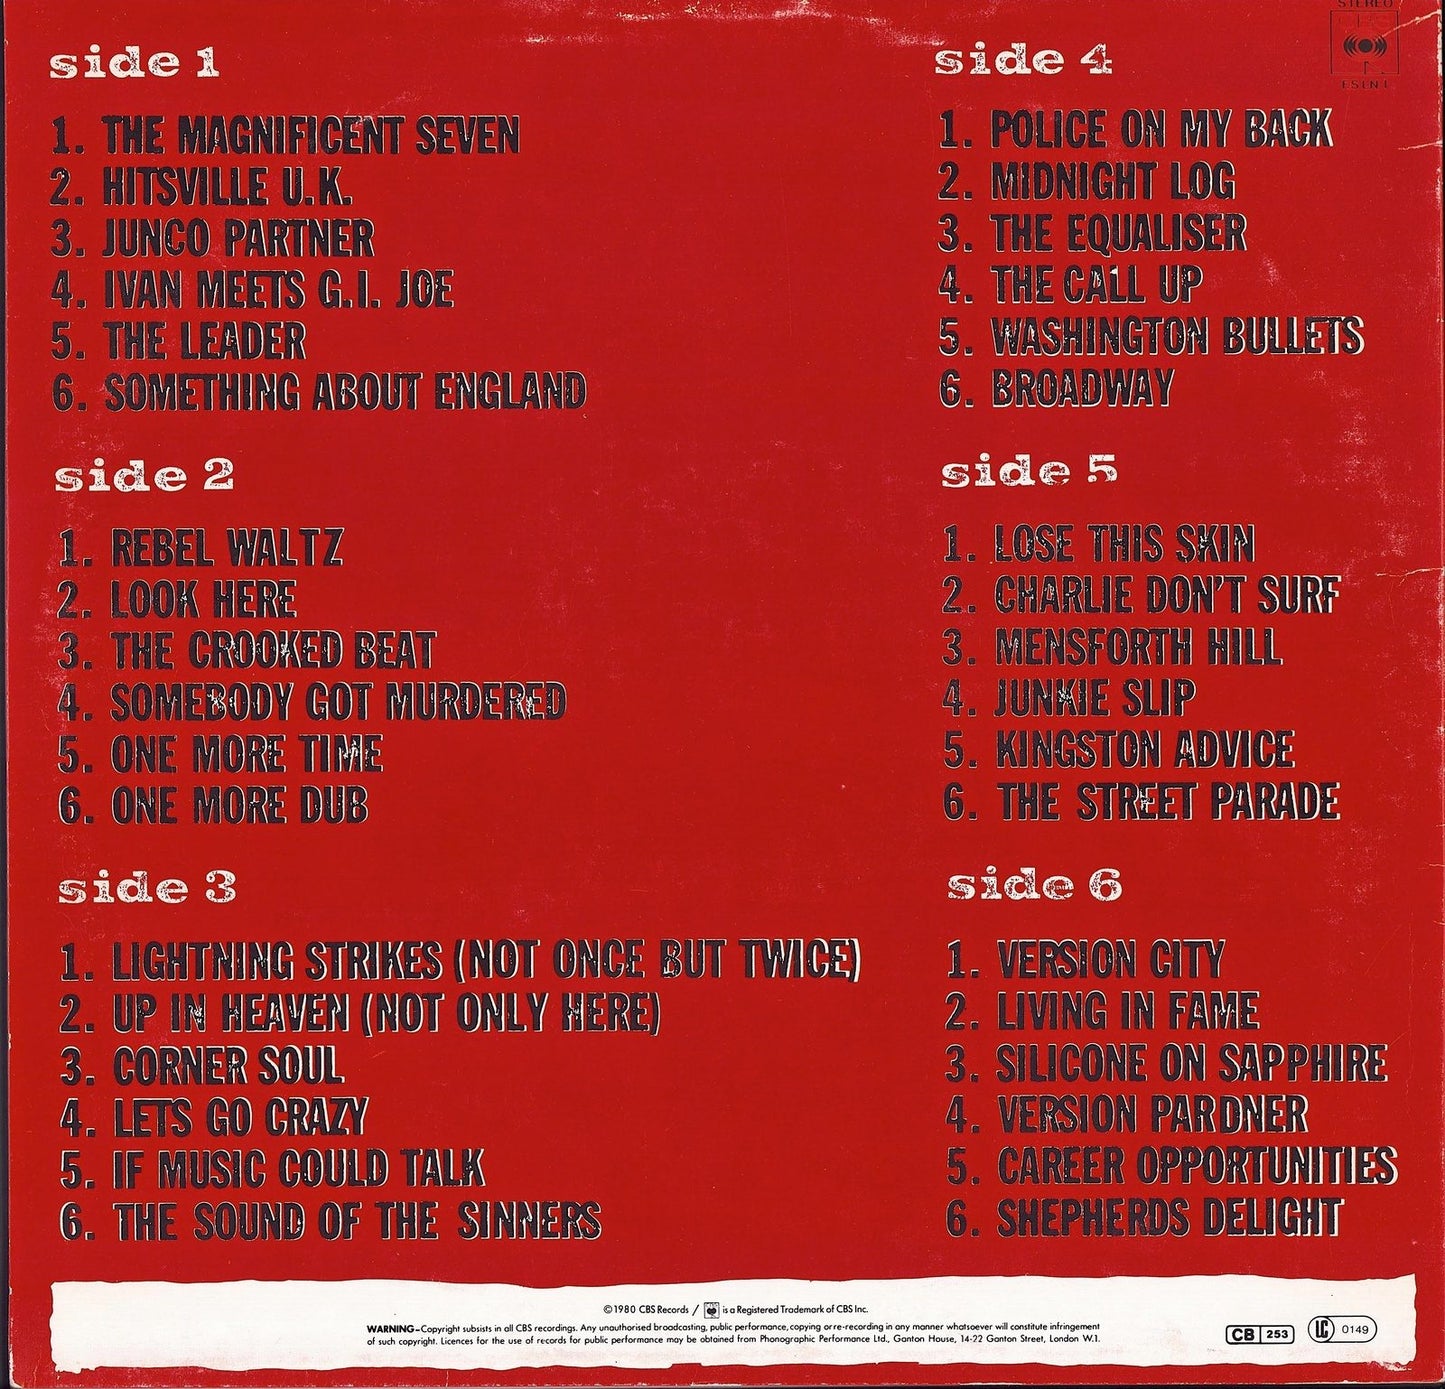 side 1
1. THE MAGNIFICENT SEVEN
2. HITSVILLE U.K.
3. JUNCO PARTNER
4. IVAN MEETS G.I. JOE
5. THE LEADER
6. SOMETHING ABOUT ENGLAND
side 2
1. REBEL WALTZ
2. LOOK HERE
3. THE CROOKED BEAT
4. SOMEBODY GOT MURDERED
5. ONE MORE TIME
6. ONE MORE DUB
side 3
1. LIGHTNING STRIKES (NOT ONCE BUT TWICE)
2. UP IN HEAVEN (NOT ONLY HERE)
3. CORNER SOUL
4. LETS GO CRAZY
5. IF MUSIC COULD TALK
6. THE SOUND OF THE SINNERS
STEREO
side 4
1. POLICE ON MY BACK
2. MIDNIGHT LOG
3. THE EQUALISER
4. THE CALL UP
5. WASHINGTON BULLETS
6. BROADWAY
side 5
1. LOSE THIS SKIN
2. CHARLIE DON'T SURF
3. MENSFORTH HILL
4. JUNKIE SLIP
5. KINGSTON ADVICE
6. THE STREET PARADE
side 6
1. VERSION CITY
2. LIVING IN FAME
3. SILICONE ON SAPPHIRE
4. VERSION PARDNER
5. CAREER OPPORTUNITIES
6. SHEPHERDS DELIGHT
©1980 CBS Records / is a Registered Trademark of CBS Inc.
WARNING–Copyright subsists in all CBS recordings. Any unauthorised broadcasting, public performance, copying or re-recording in any manner whatsoever will constitute infringement
of such copyright. Licences for the use of records for public performance may be obtained from Phonographic Performance Ltd., Ganton House, 14-22 Ganton Street, London W.1.
CB 253
LC 0149